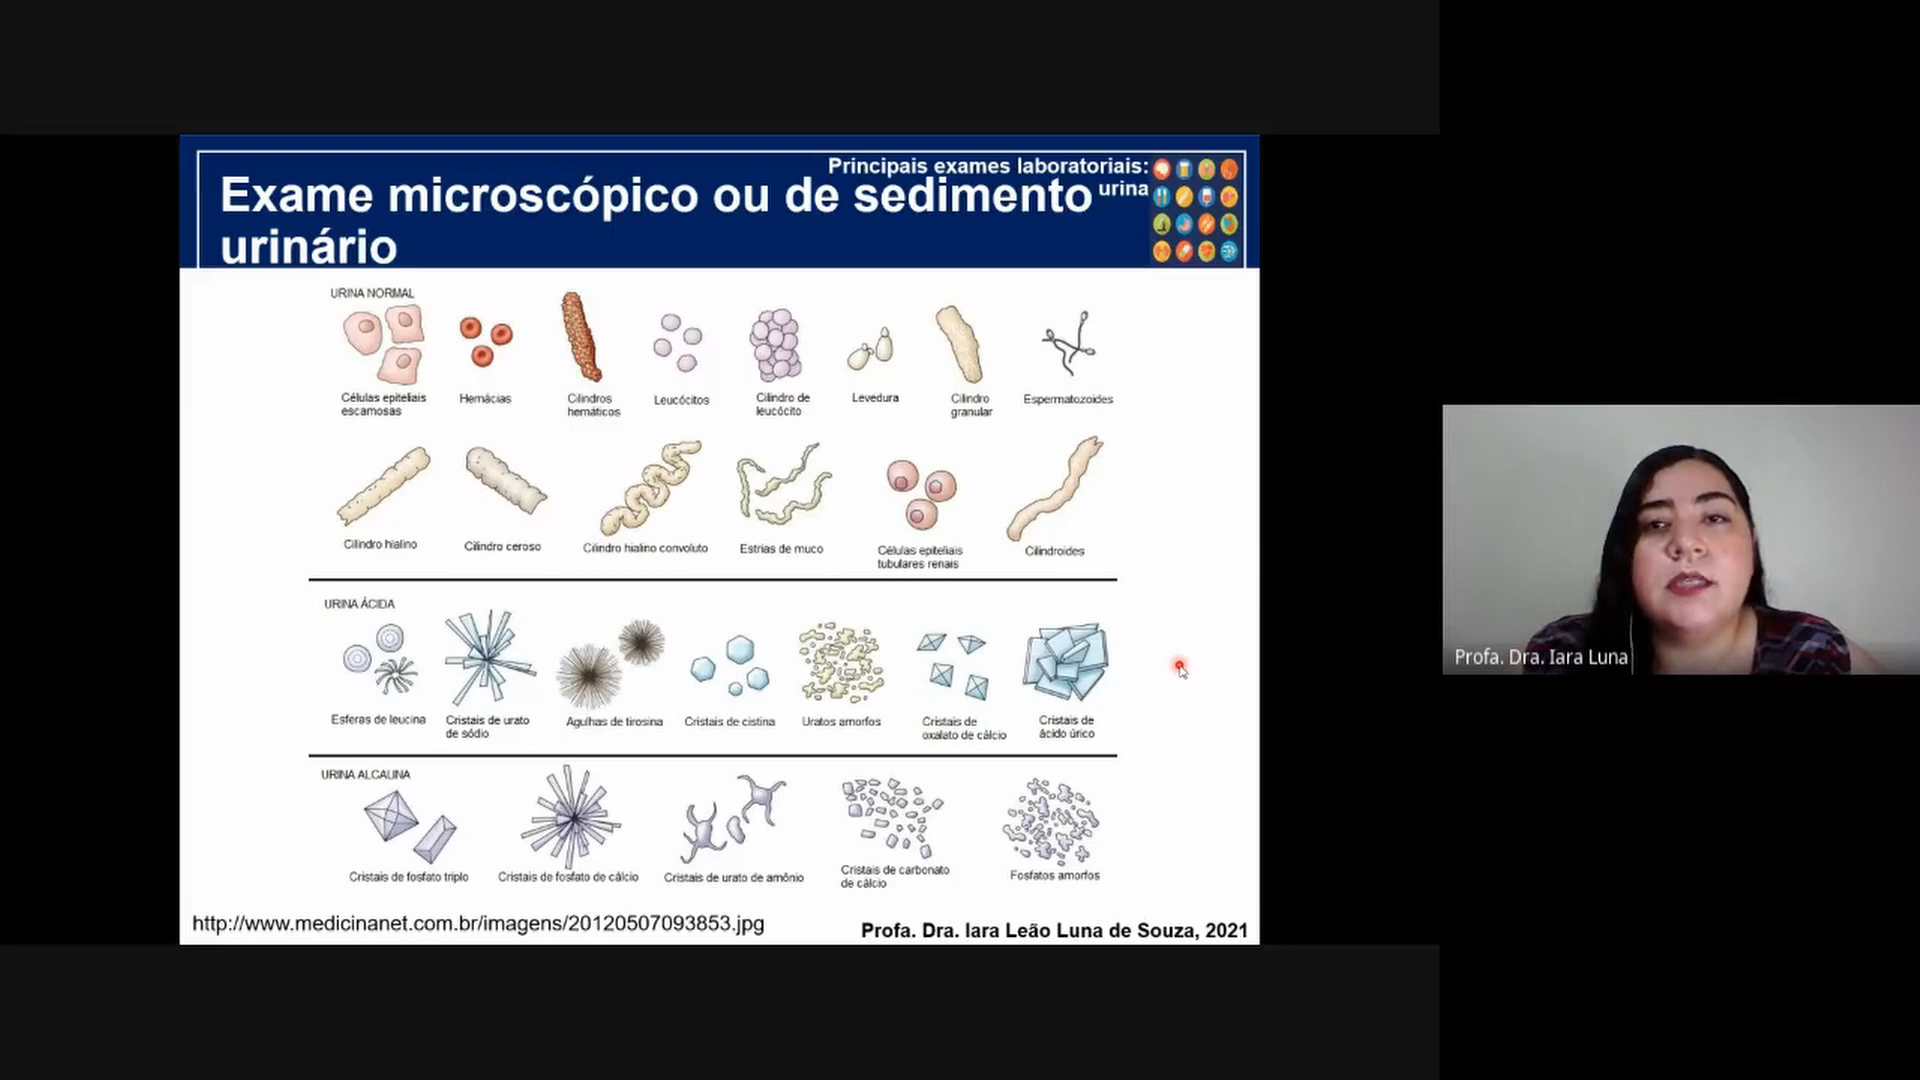 Principais exames laboratoriais:
urina
Exame microscópico ou de sedimento
urinário
URINA NORMAL
Células epiteliais
escamosas
Hemácias
Cilindros
hemáticos
Leucócitos
Cilindro de
leucócito
Levedura
Cilindro
granular
Espermatozoides
Cilindro hialino
Cilindro ceroso
Cilindro hialino convoluto
Estrias de muco
Células epiteliais
tubulares renais
Cilindroides
URINA ÁCIDA
Esferas de leucina
Cristais de urato
de sódio
Agulhas de tirosina
Cristais de cistina
Uratos amorfos
Cristais de
oxalato de cálcio
Cristais de
ácido úrico
URINA ALCALINA
Cristais de fosfato triplo
Cristais de fosfato de cálcio
Cristais de urato de amônio
Cristais de carbonato
de cálcio
Fosfatos amorfos
http://www.medicinanet.com.br/imagens/20120507093853.jpg
Profa. Dra. Iara Leão Luna de Souza, 2021
Profa. Dra. Iara Luna